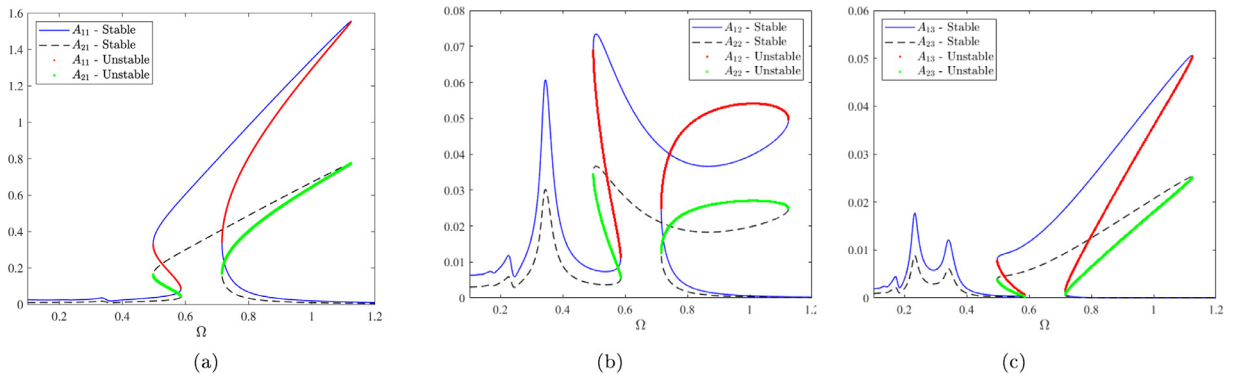 1.6
1.4
1.2
1
0.8
0.6
0.4
0.2
0
A₁₁ - Stable
A₂₁ - Stable
A₁₁ - Unstable
A₂₁ - Unstable
0.2 0.4 0.6 0.8 1.0 1.2
Ω
(a)
0.08
0.07
0.06
0.05
0.04
0.03
0.02
0.01
0
A₁₂ - Stable
A₂₂ - Stable
A₁₂ - Unstable
A₂₂ - Unstable
0.2 0.4 0.6 0.8 1 1.2
Ω
(b)
0.06
0.05
0.04
0.03
0.02
0.01
0
A₁₃ - Stable
A₂₃ - Stable
A₁₃ - Unstable
A₂₃ - Unstable
0.2 0.4 0.6 0.8 1 1.2
Ω
(c)